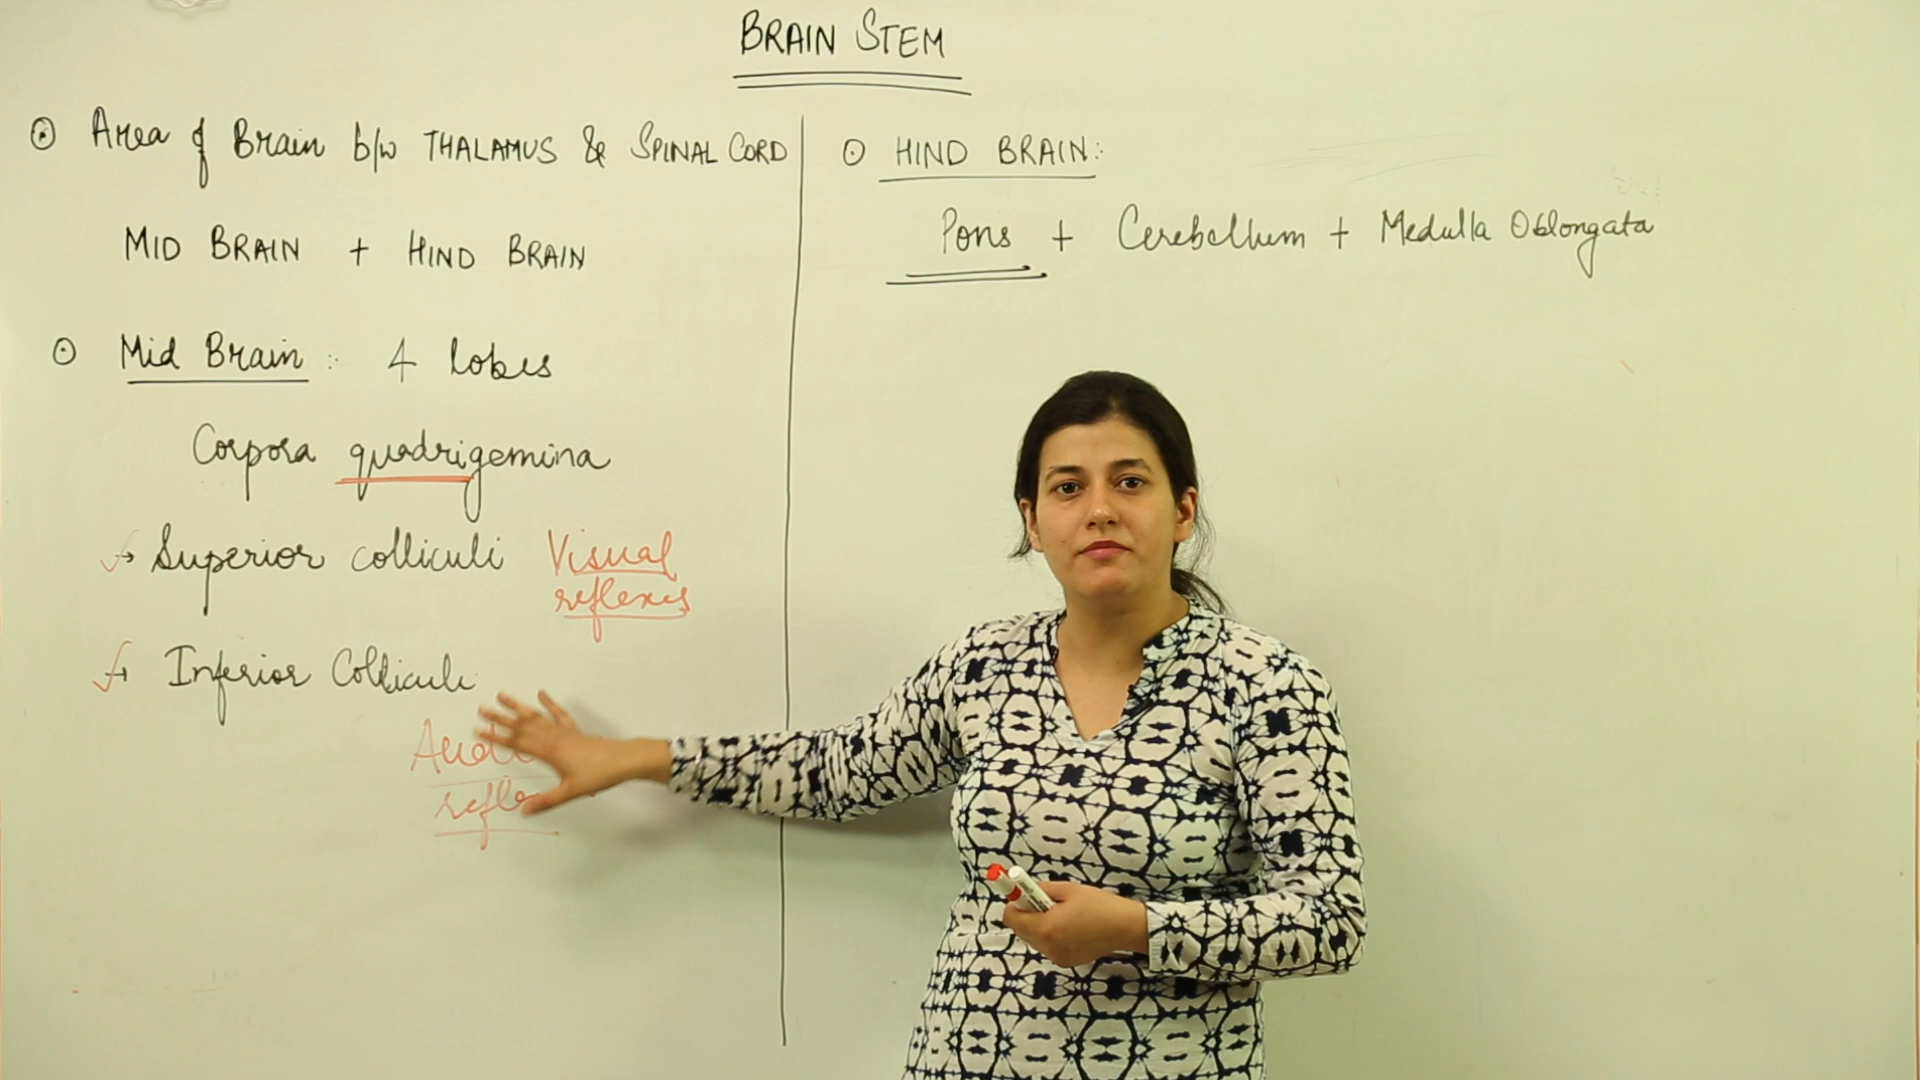 BRAIN STEM
⊙ Area of Brain b/w THALAMUS & SPINAL CORD
MID BRAIN + HIND BRAIN
⊙ Mid Brain : 4 lobes
Corpora quadrigemina
→ Superior colliculi Visual
reflexes
→ Inferior Colliculi
⊙ HIND BRAIN:
Pons + Cerebellum + Medulla Oblongata